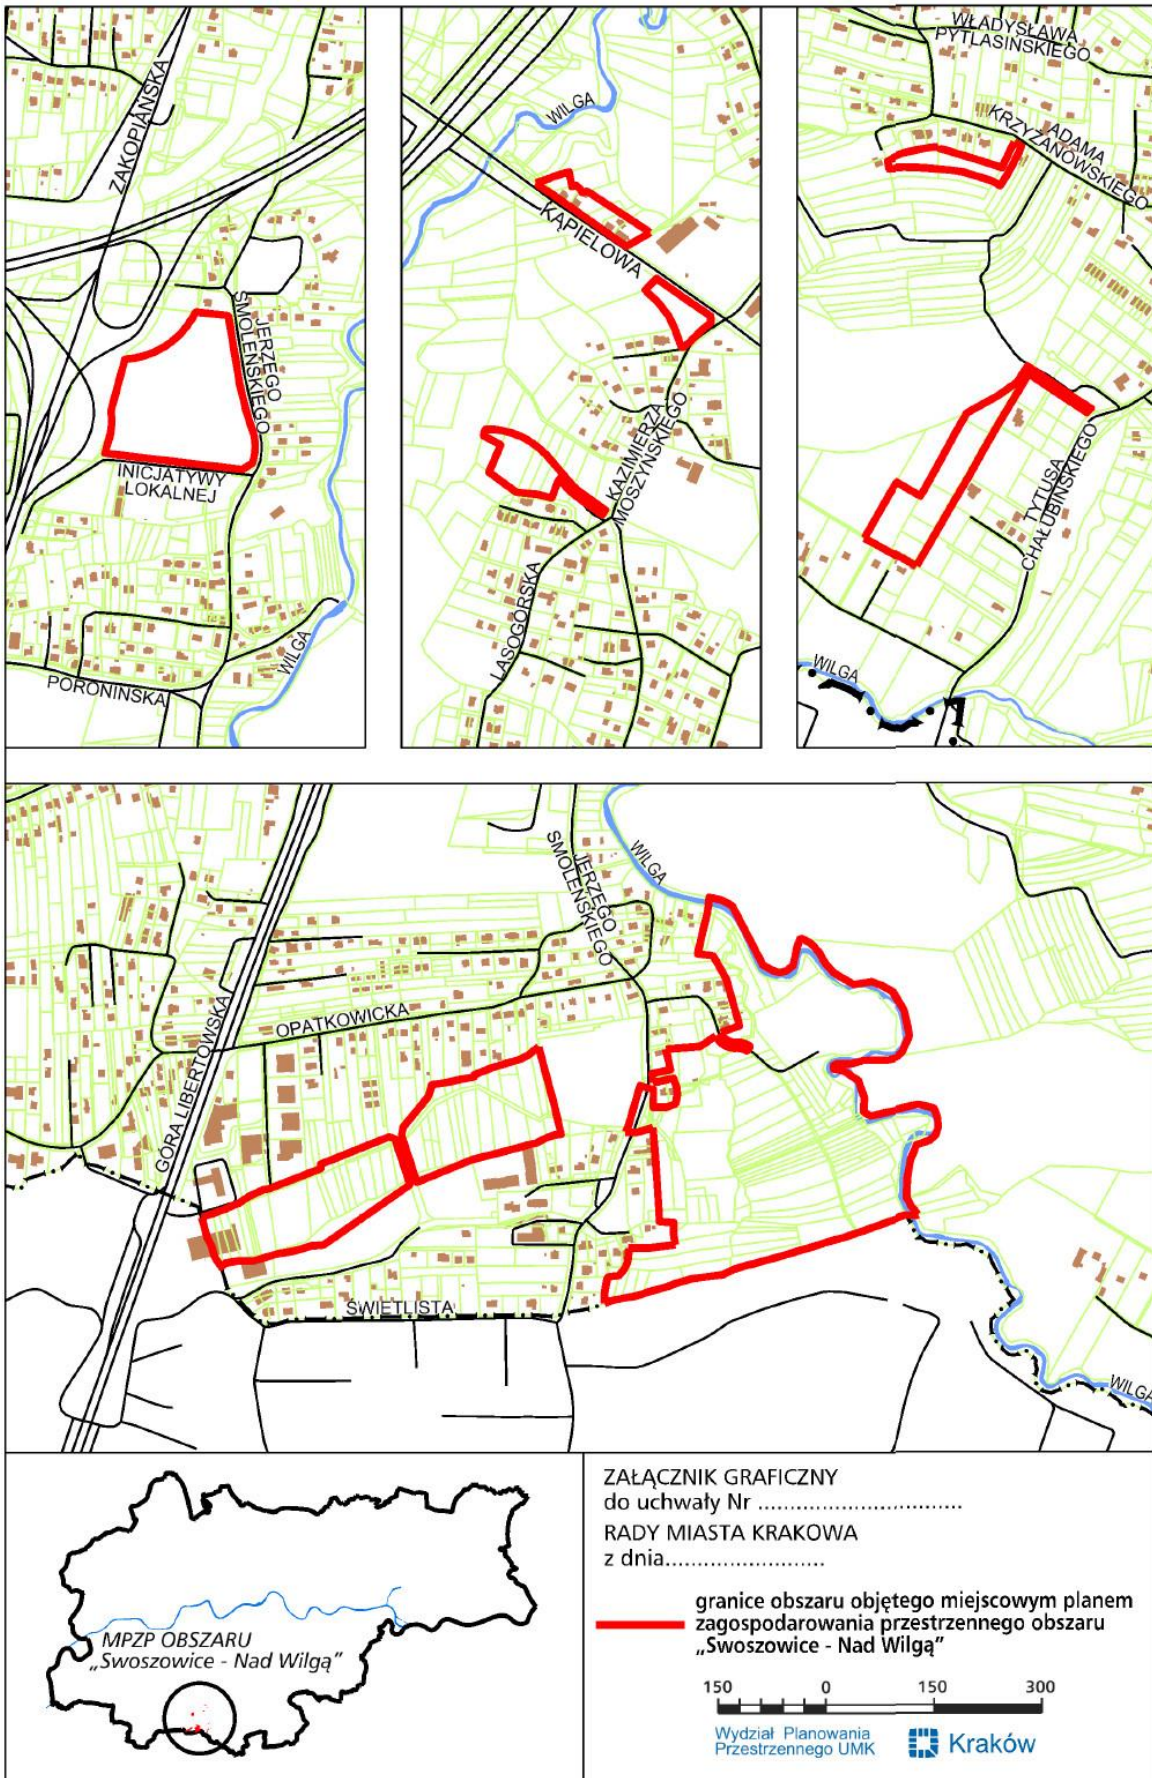 ZAKOPIAŃSKA
JERZEGO
SMOLEŃSKIEGO
INICJATYWY
LOKALNEJ
WILGA
PORONIŃSKA
WILGA
KĄPIELOWA
KAZIMIERZA
MOSZYŃSKIEGO
LASOGÓRSKA
WŁADYSŁAWA
PYTLASIŃSKIEGO
ADAMA
KRZYŻANOWSKIEGO
TYTUSA
CHAŁUBIŃSKIEGO
WILGA
WILGA
JERZEGO
SMOLEŃSKIEGO
OPATKOWICKA
GÓRA LIBERTOWSKA
ŚWIETLISTA
WILGA
MPZP OBSZARU
„Swoszowice - Nad Wilgą”
ZAŁĄCZNIK GRAFICZNY
do uchwały Nr ................................
RADY MIASTA KRAKOWA
z dnia.........................
granice obszaru objętego miejscowym planem
zagospodarowania przestrzennego obszaru
„Swoszowice - Nad Wilgą”
150 0 150 300
Wydział Planowania
Przestrzennego UMK
Kraków